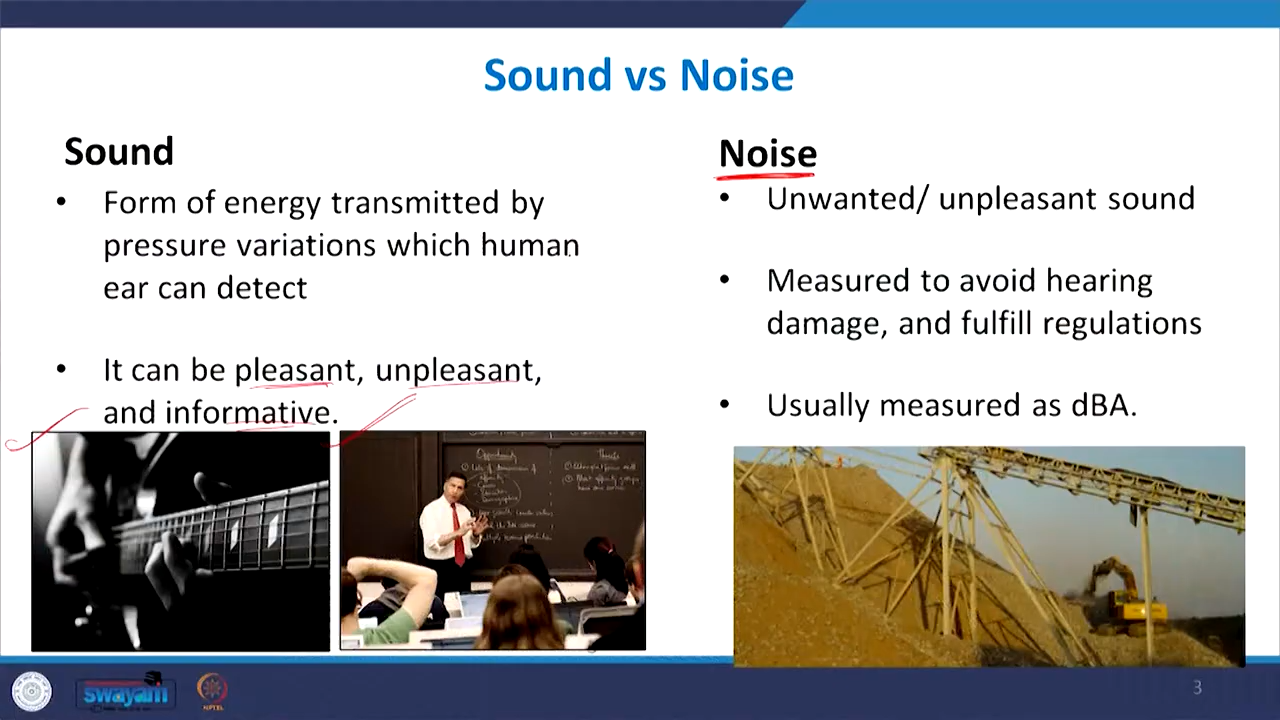 Sound vs Noise
Sound
• Form of energy transmitted by
pressure variations which human
ear can detect
• It can be pleasant, unpleasant,
and informative.
Noise
• Unwanted/ unpleasant sound
• Measured to avoid hearing
damage, and fulfill regulations
• Usually measured as dBA.
Opportunity
swayam
NPTEL
3